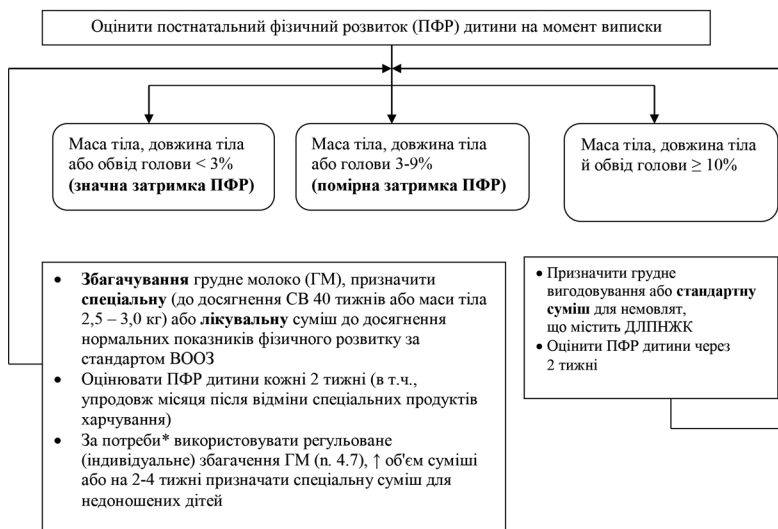 Оцінити постнатальний фізичний розвиток (ПФР) дитини на момент виписки
Маса тіла, довжина тіла
або обвід голови < 3%
(значна затримка ПФР)
Маса тіла, довжина тіла
або голови 3-9%
(помірна затримка ПФР)
Маса тіла, довжина тіла
й обвід голови ≥ 10%
• Збагачування грудне молоко (ГМ), призначити
спеціальну (до досягнення СВ 40 тижнів або маси тіла
2,5 – 3,0 кг) або лікувальну суміш до досягнення
нормальних показників фізичного розвитку за
стандартом ВООЗ
• Оцінювати ПФР дитини кожні 2 тижні (в т.ч.,
упродовж місяця після відміни спеціальних продуктів
харчування)
• За потреби* використовувати регульоване
(індивідуальне) збагачення ГМ (п. 4.7), ↑ об'єм суміші
або на 2-4 тижні призначати спеціальну суміш для
недоношених дітей
• Призначити грудне
вигодовування або стандартну
суміш для немовлят,
що містить ДЛПНЖК
• Оцінити ПФР дитини через
2 тижні